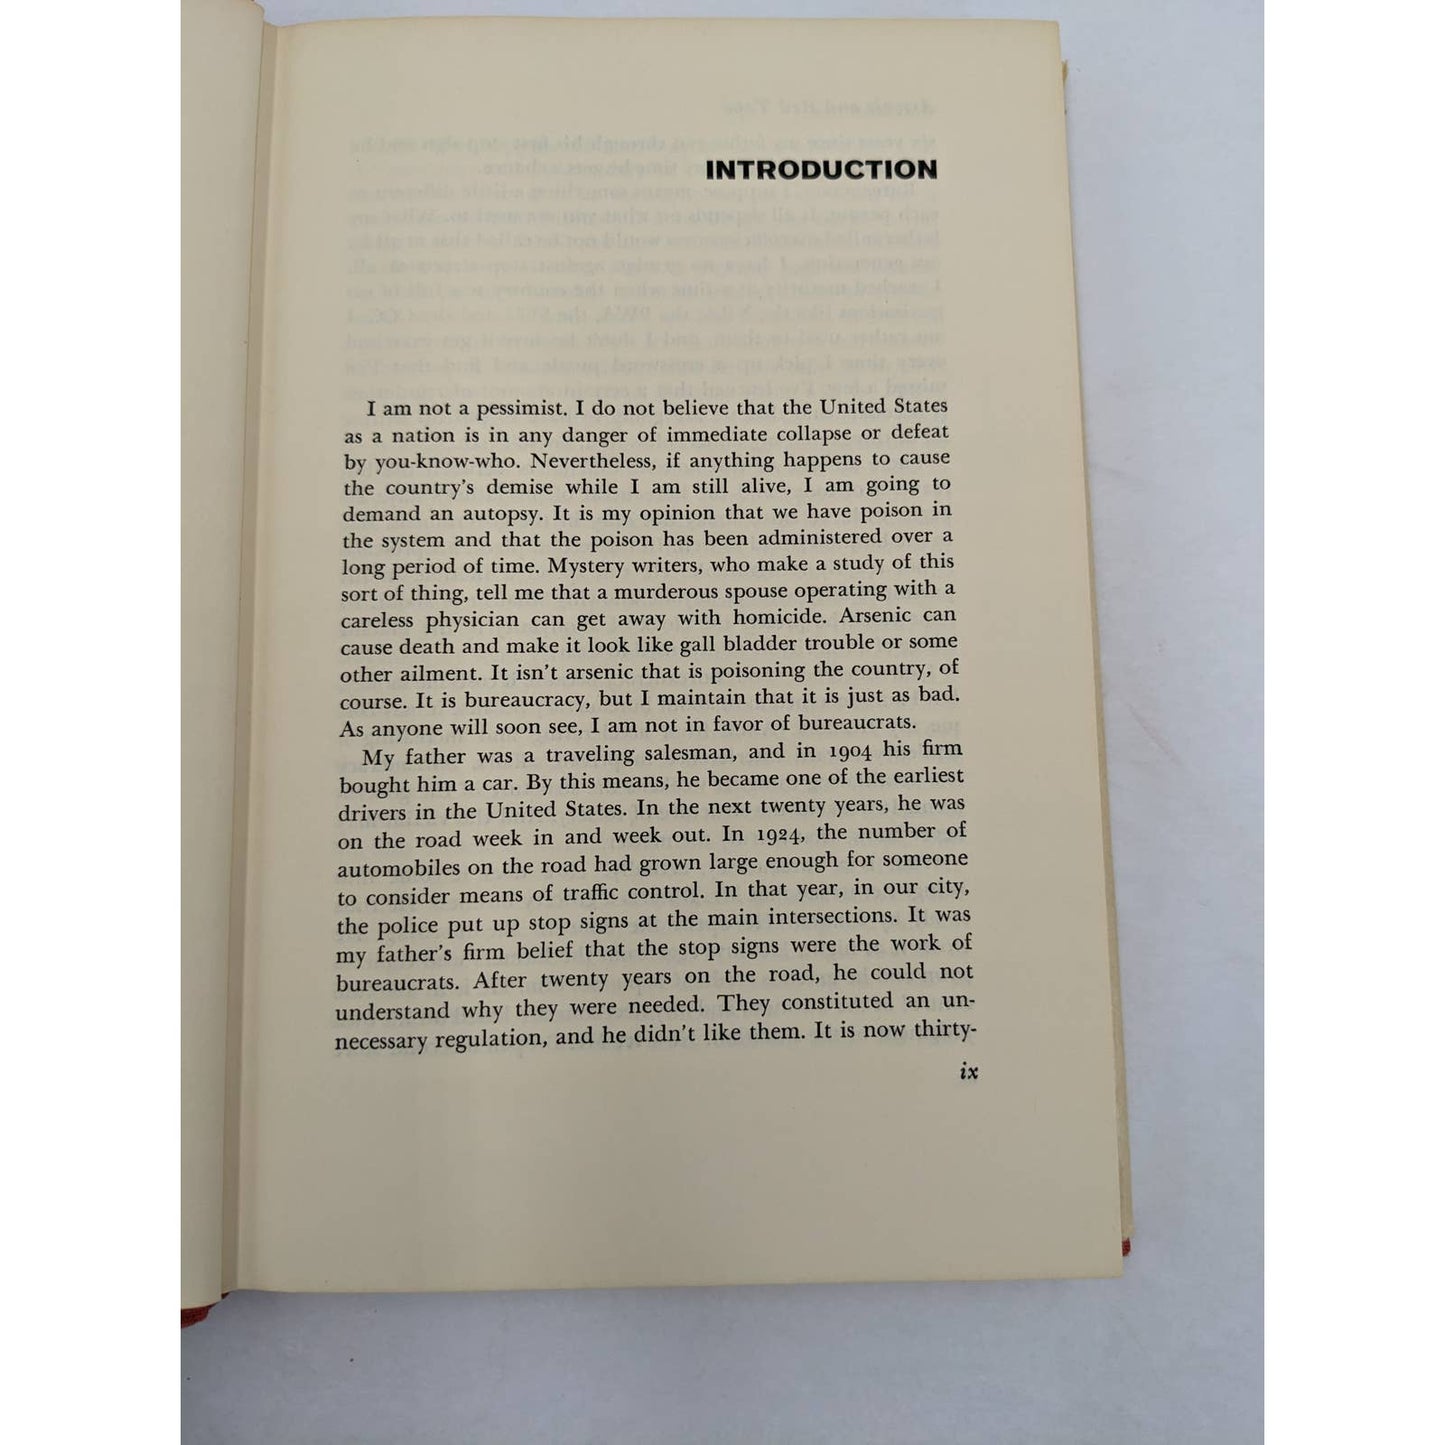 INTRODUCTION
I am not a pessimist. I do not believe that the United States
as a nation is in any danger of immediate collapse or defeat
by you-know-who. Nevertheless, if anything happens to cause
the country's demise while I am still alive, I am going to
demand an autopsy. It is my opinion that we have poison in
the system and that the poison has been administered over a
long period of time. Mystery writers, who make a study of this
sort of thing, tell me that a murderous spouse operating with a
careless physician can get away with homicide. Arsenic can
cause death and make it look like gall bladder trouble or some
other ailment. It isn't arsenic that is poisoning the country, of
course. It is bureaucracy, but I maintain that it is just as bad.
As anyone will soon see, I am not in favor of bureaucrats.
My father was a traveling salesman, and in 1904 his firm
bought him a car. By this means, he became one of the earliest
drivers in the United States. In the next twenty years, he was
on the road week in and week out. In 1924, the number of
automobiles on the road had grown large enough for someone
to consider means of traffic control. In that year, in our city,
the police put up stop signs at the main intersections. It was
my father's firm belief that the stop signs were the work of
bureaucrats. After twenty years on the road, he could not
understand why they were needed. They constituted an un-
necessary regulation, and he didn't like them. It is now thirty-
ix